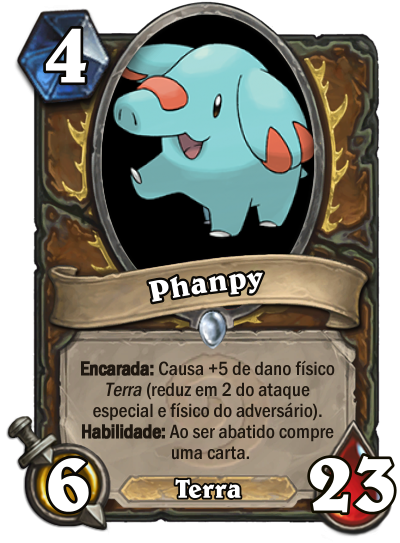 4
Phanpy
Encarada: Causa +5 de dano físico
Terra (reduz em 2 do ataque
especial e físico do adversário).
Habilidade: Ao ser abatido compre
uma carta.
6
Terra
23